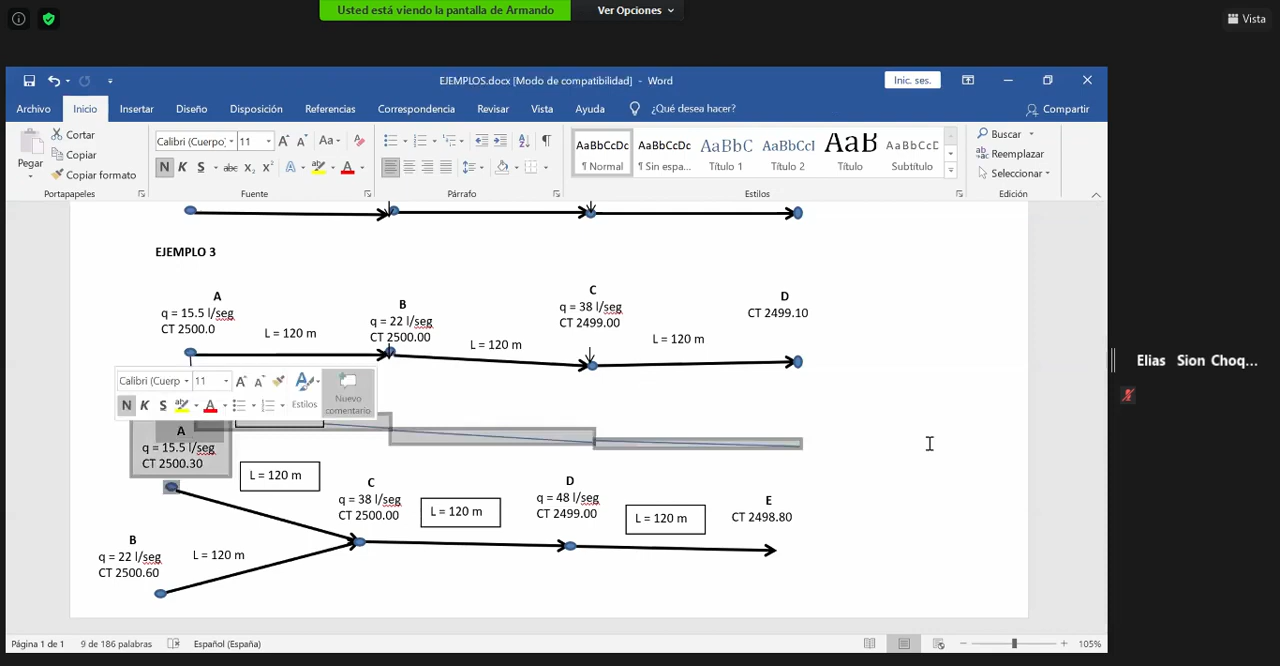 Usted está viendo la pantalla de Armando
Ver Opciones
Vista
EJEMPLOS.docx [Modo de compatibilidad] - Word
Inic. ses.
Archivo
Inicio
Insertar
Diseño
Disposición
Referencias
Correspondencia
Revisar
Vista
Ayuda
¿Qué desea hacer?
Compartir
Pegar
Cortar
Copiar
Copiar formato
Portapapeles
Calibri (Cuerpo
11
Aa
N K S abc x₂ x²
Fuente
Párrafo
AaBbCcDc
¶ Normal
AaBbCcDc
¶ Sin espa...
AaBbC
Título 1
AaBbCcI
Título 2
AaB
Título
AaBbCcD
Subtítulo
Estilos
Buscar
Reemplazar
Seleccionar
Edición
EJEMPLO 3
A
q = 15.5 l/seg
CT 2500.0
L = 120 m
B
q = 22 l/seg
CT 2500.00
L = 120 m
C
q = 38 l/seg
CT 2499.00
L = 120 m
D
CT 2499.10
Calibri (Cuerp
11
N K S
Estilos
Nuevo
comentario
A
q = 15.5 l/seg
CT 2500.30
L = 120 m
B
q = 22 l/seg
CT 2500.60
L = 120 m
C
q = 38 l/seg
CT 2500.00
L = 120 m
D
q = 48 l/seg
CT 2499.00
L = 120 m
E
CT 2498.80
Elias Sion Choq...
Página 1 de 1
9 de 186 palabras
Español (España)
105%